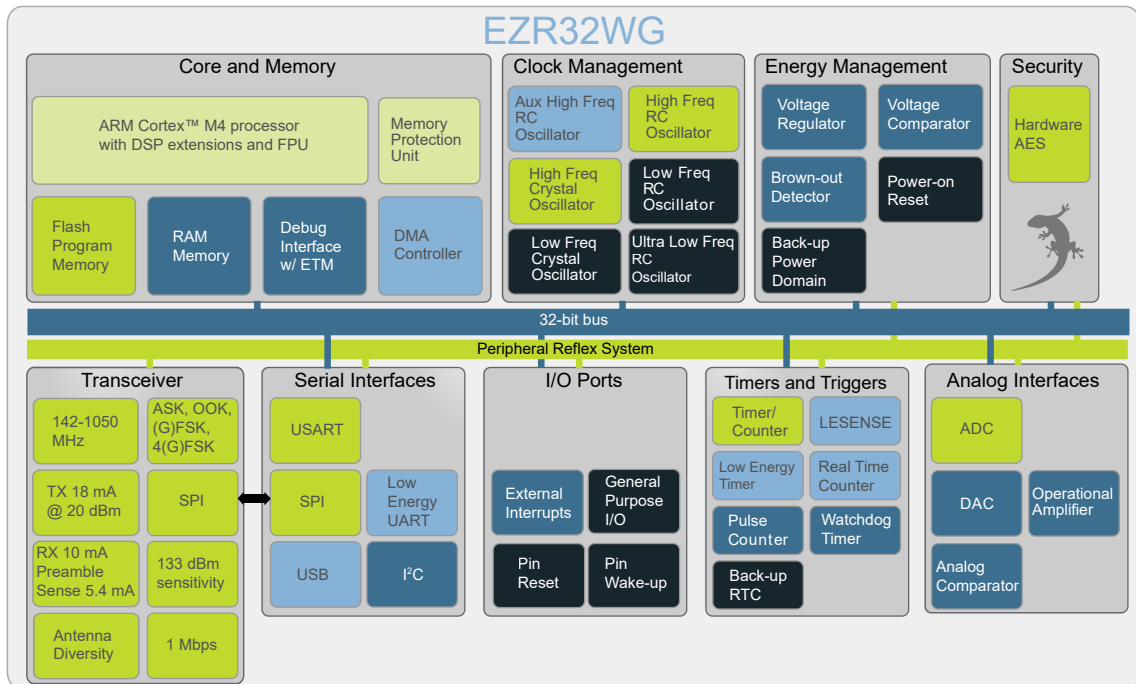 EZR32WG
Core and Memory
ARM Cortex™ M4 processor
with DSP extensions and FPU
Memory
Protection
Unit
Flash
Program
Memory
RAM
Memory
Debug
Interface
w/ ETM
DMA
Controller
Clock Management
Aux High Freq
RC
Oscillator
High Freq
RC
Oscillator
High Freq
Crystal
Oscillator
Low Freq
RC
Oscillator
Low Freq
Crystal
Oscillator
Ultra Low Freq
RC
Oscillator
Energy Management
Voltage
Regulator
Voltage
Comparator
Brown-out
Detector
Power-on
Reset
Back-up
Power
Domain
Security
Hardware
AES
32-bit bus
Peripheral Reflex System
Transceiver
142-1050
MHz
ASK, OOK,
(G)FSK,
4(G)FSK
TX 18 mA
@ 20 dBm
SPI
RX 10 mA
Preamble
Sense 5.4 mA
133 dBm
sensitivity
Antenna
Diversity
1 Mbps
Serial Interfaces
USART
SPI
Low
Energy
UART
USB
I²C
I/O Ports
External
Interrupts
General
Purpose
I/O
Pin
Reset
Pin
Wake-up
Timers and Triggers
Timer/
Counter
LESENSE
Low Energy
Timer
Real Time
Counter
Pulse
Counter
Watchdog
Timer
Back-up
RTC
Analog Interfaces
ADC
DAC
Operational
Amplifier
Analog
Comparator